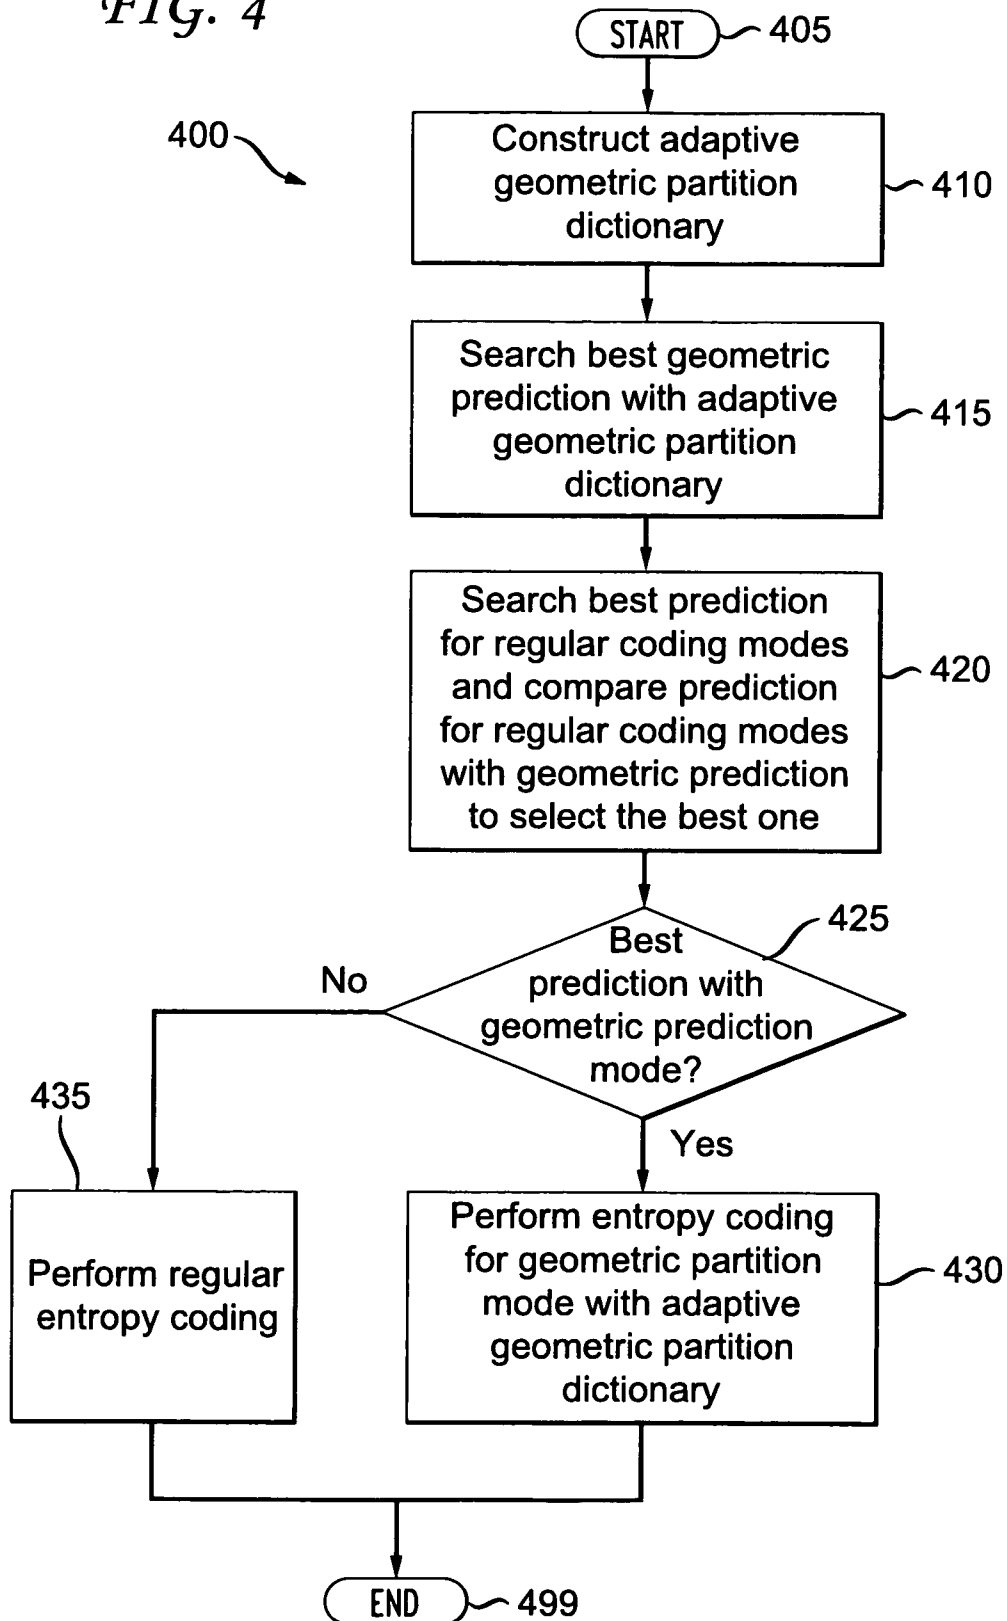 FIG. 4
START
405
400
Construct adaptive
geometric partition
dictionary
410
Search best geometric
prediction with adaptive
geometric partition
dictionary
415
Search best prediction
for regular coding modes
and compare prediction
for regular coding modes
with geometric prediction
to select the best one
420
425
Best
prediction with
geometric prediction
mode?
No
Yes
435
Perform regular
entropy coding
Perform entropy coding
for geometric partition
mode with adaptive
geometric partition
dictionary
430
END
499